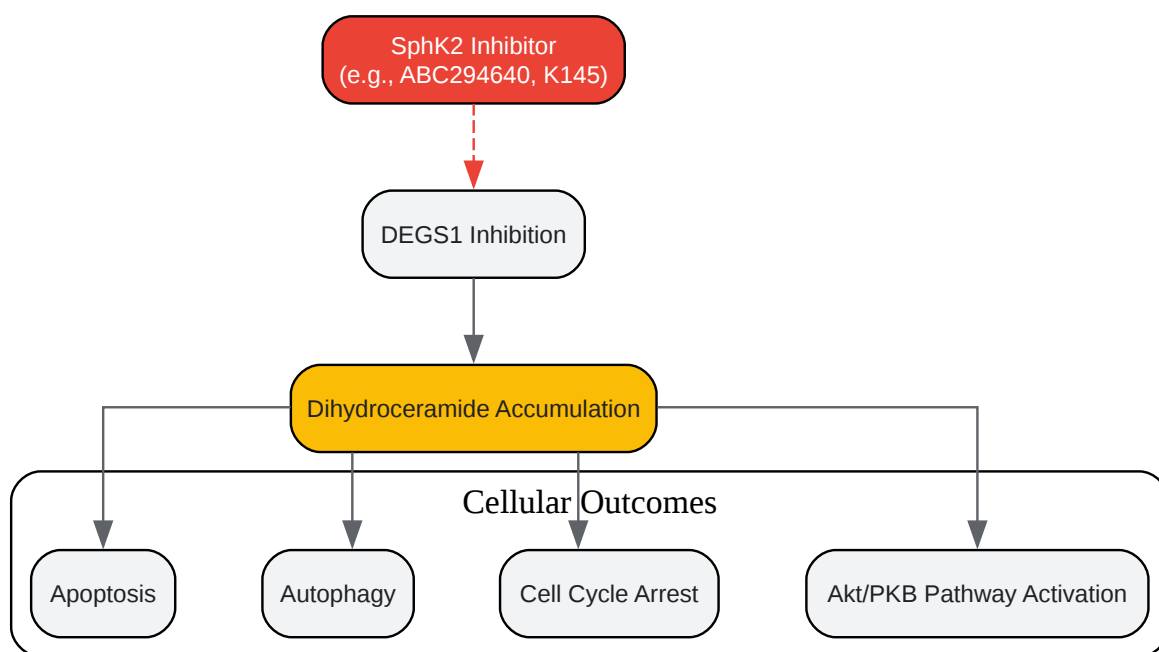 SphK2 Inhibitor
(e.g., ABC294640, K145)
DEGS1 Inhibition
Dihydroceramide Accumulation
Cellular Outcomes
Apoptosis
Autophagy
Cell Cycle Arrest
Akt/PKB Pathway Activation